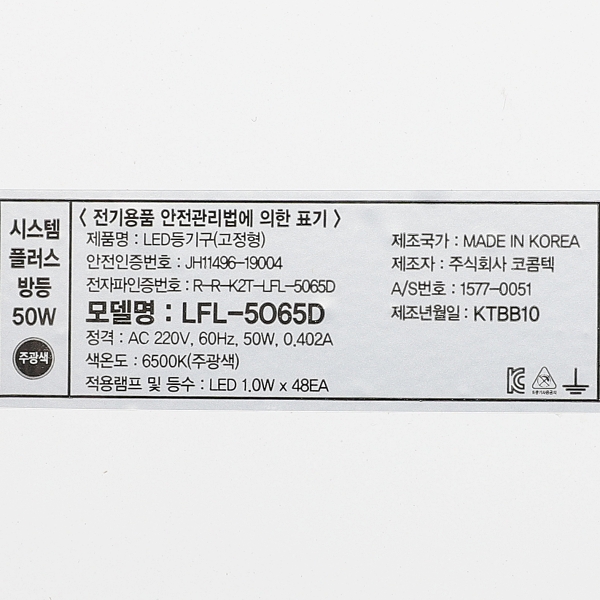 시스템
플러스
방등
50W
주광색
< 전기용품 안전관리법에 의한 표기 >
제품명 : LED등기구(고정형)
안전인증번호 : JH11496-19004
전자파인증번호 : R-R-K2T-LFL-5065D
모델명 : LFL-5065D
정격 : AC 220V, 60Hz, 50W, 0.402A
색온도 : 6500K(주광색)
적용램프 및 등수 : LED 1.0W x 48EA
제조국가 : MADE IN KOREA
제조자 : 주식회사 코콤텍
A/S번호 : 1577-0051
제조년월일 : KTBB10